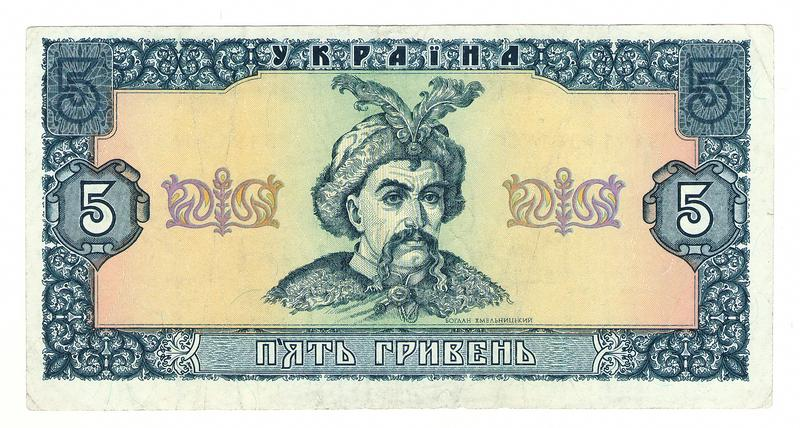 5 УКРАЇНА 5
5 5
БОГДАН ХМЕЛЬНИЦЬКИЙ
П'ЯТЬ ГРИВЕНЬ